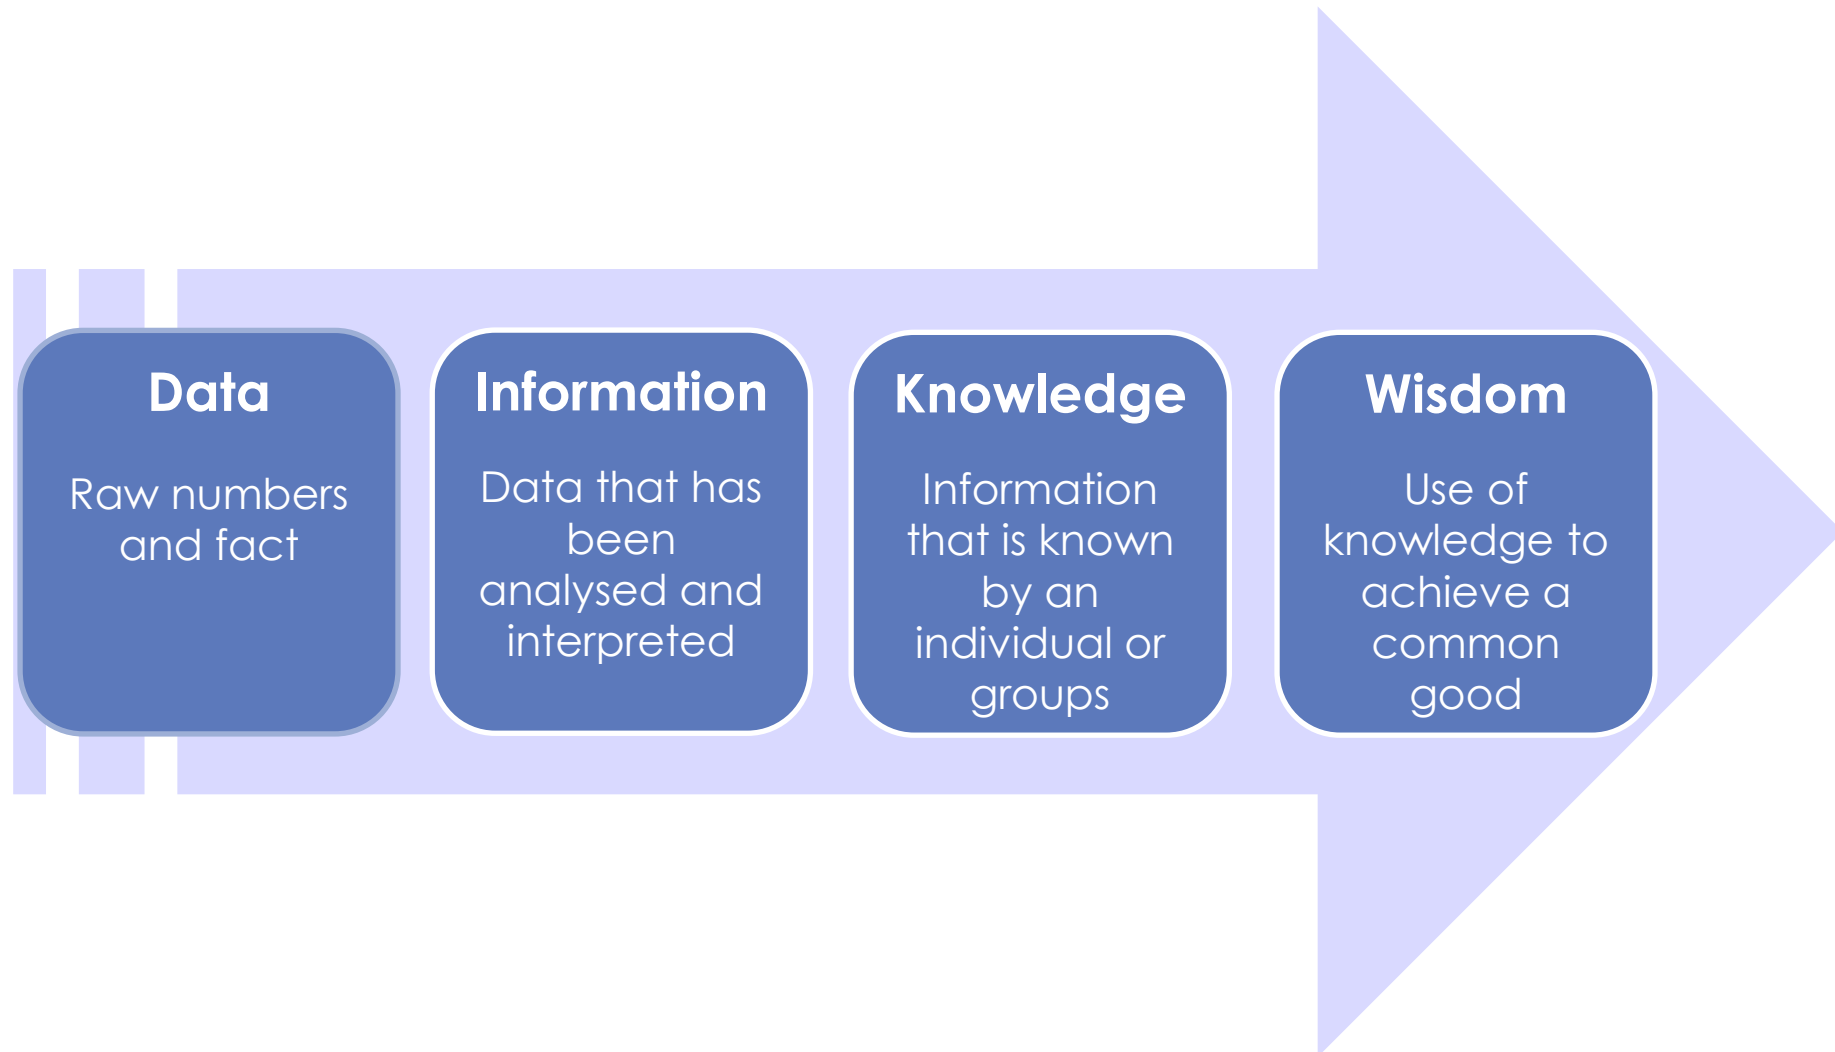 Data
Raw numbers
and fact
Information
Data that has
been
analysed and
interpreted
Knowledge
Information
that is known
by an
individual or
groups
Wisdom
Use of
knowledge to
achieve a
common
good